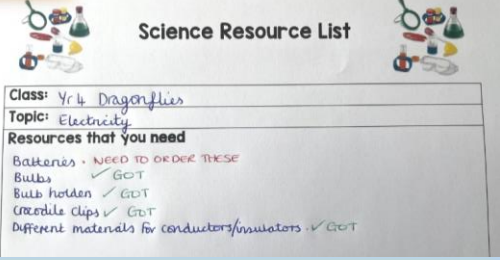 Science Resource List
Class: Yr 4 Dragonflies
Topic: Electricity
Resources that you need
Batteries • NEED TO ORDER THESE
Bulbs ✓ GOT
Bulb holders ✓ GOT
Crocodile clips ✓ GOT
Different materials for conductors/insulators. ✓ GOT